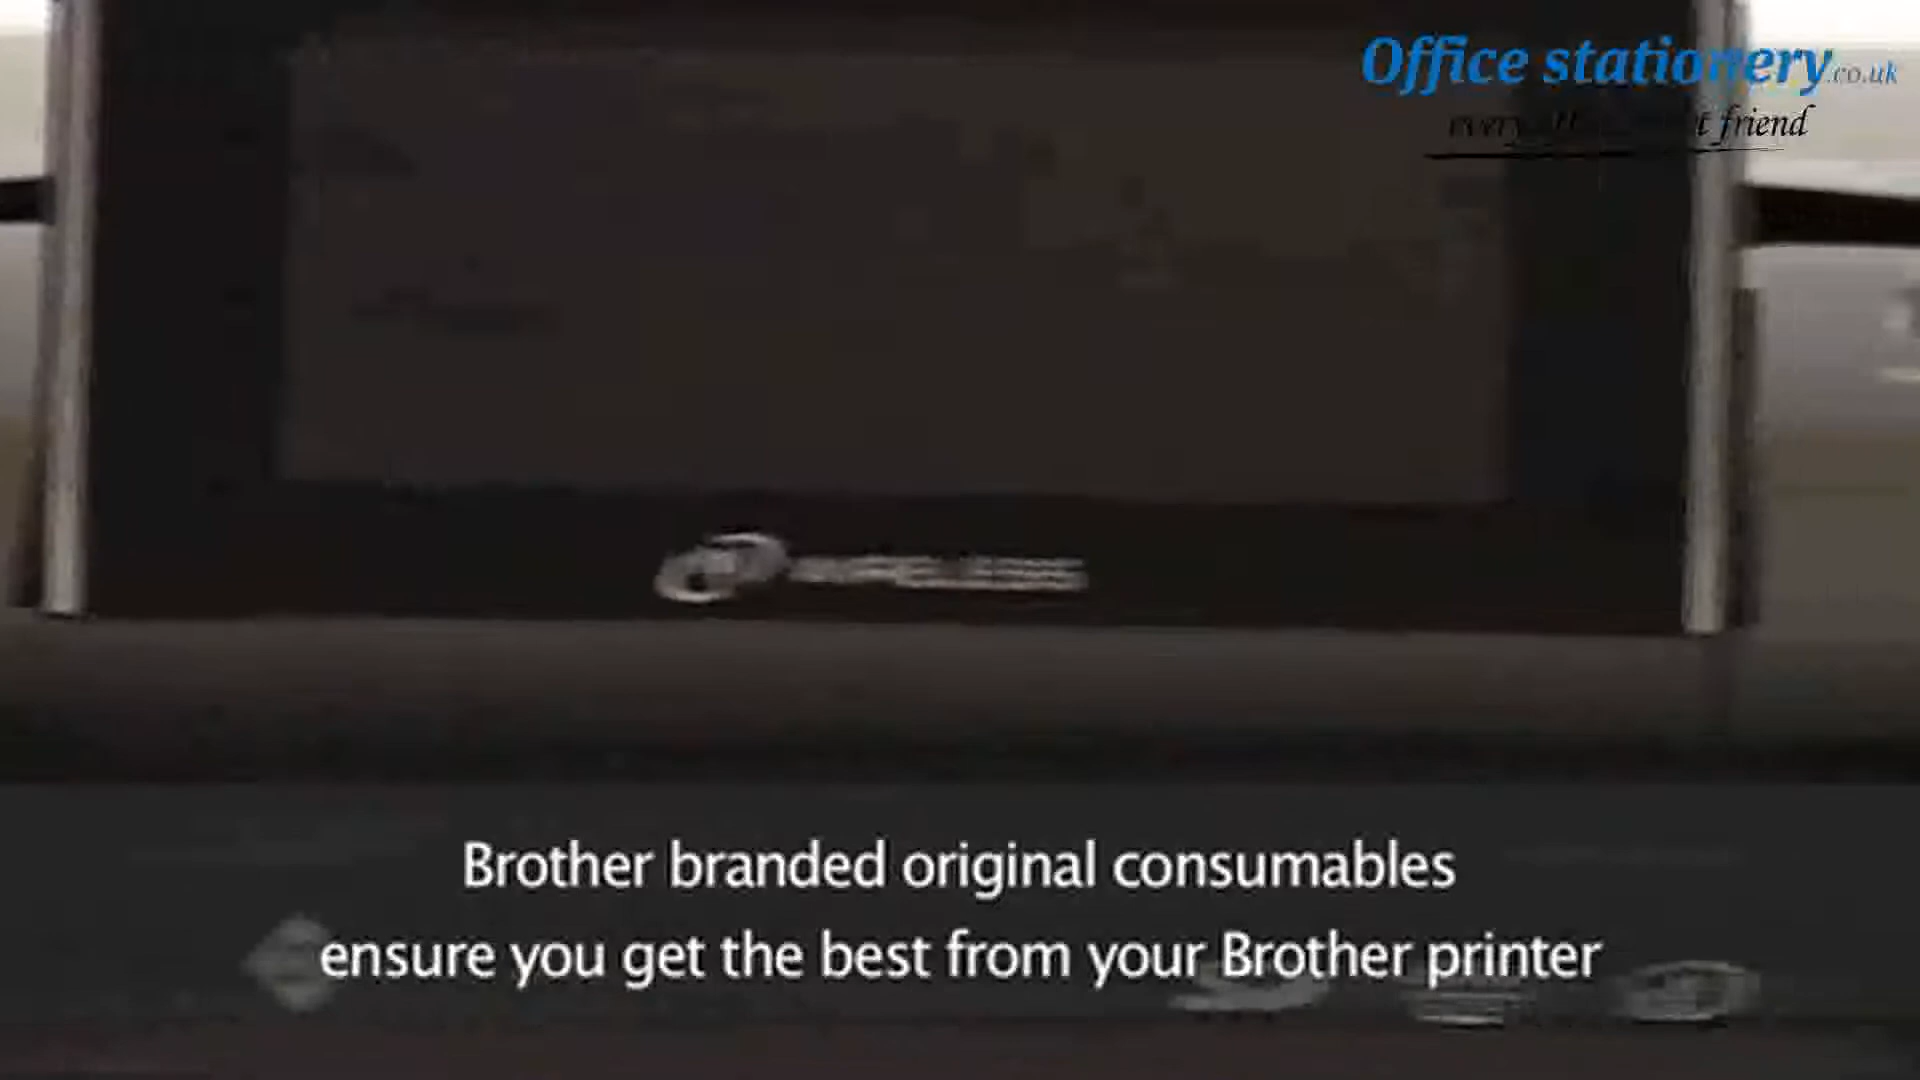 Office stationery.co.uk
friend
Brother branded original consumables
ensure you get the best from your Brother printer